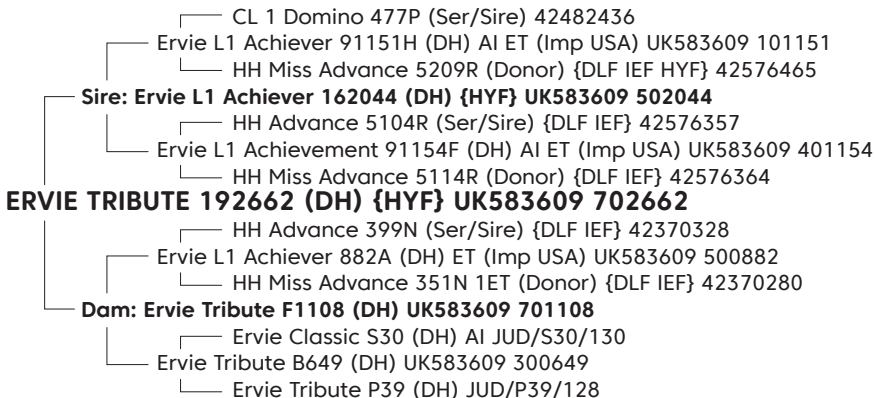 CL 1 Domino 477P (Ser/Sire) 42482436
Ervie L1 Achiever 91151H (DH) AI ET (Imp USA) UK583609 101151
HH Miss Advance 5209R (Donor) {DLF IEF HYF} 42576465
Sire: Ervie L1 Achiever 162044 (DH) {HYF} UK583609 502044
HH Advance 5104R (Ser/Sire) {DLF IEF} 42576357
Ervie L1 Achievement 91154F (DH) AI ET (Imp USA) UK583609 401154
HH Miss Advance 5114R (Donor) {DLF IEF} 42576364
ERVIE TRIBUTE 192662 (DH) {HYF} UK583609 702662
HH Advance 399N (Ser/Sire) {DLF IEF} 42370328
Ervie L1 Achiever 882A (DH) ET (Imp USA) UK583609 500882
HH Miss Advance 351N 1ET (Donor) {DLF IEF} 42370280
Dam: Ervie Tribute F1108 (DH) UK583609 701108
Ervie Classic S30 (DH) AI JUD/S30/130
Ervie Tribute B649 (DH) UK583609 300649
Ervie Tribute P39 (DH) JUD/P39/128